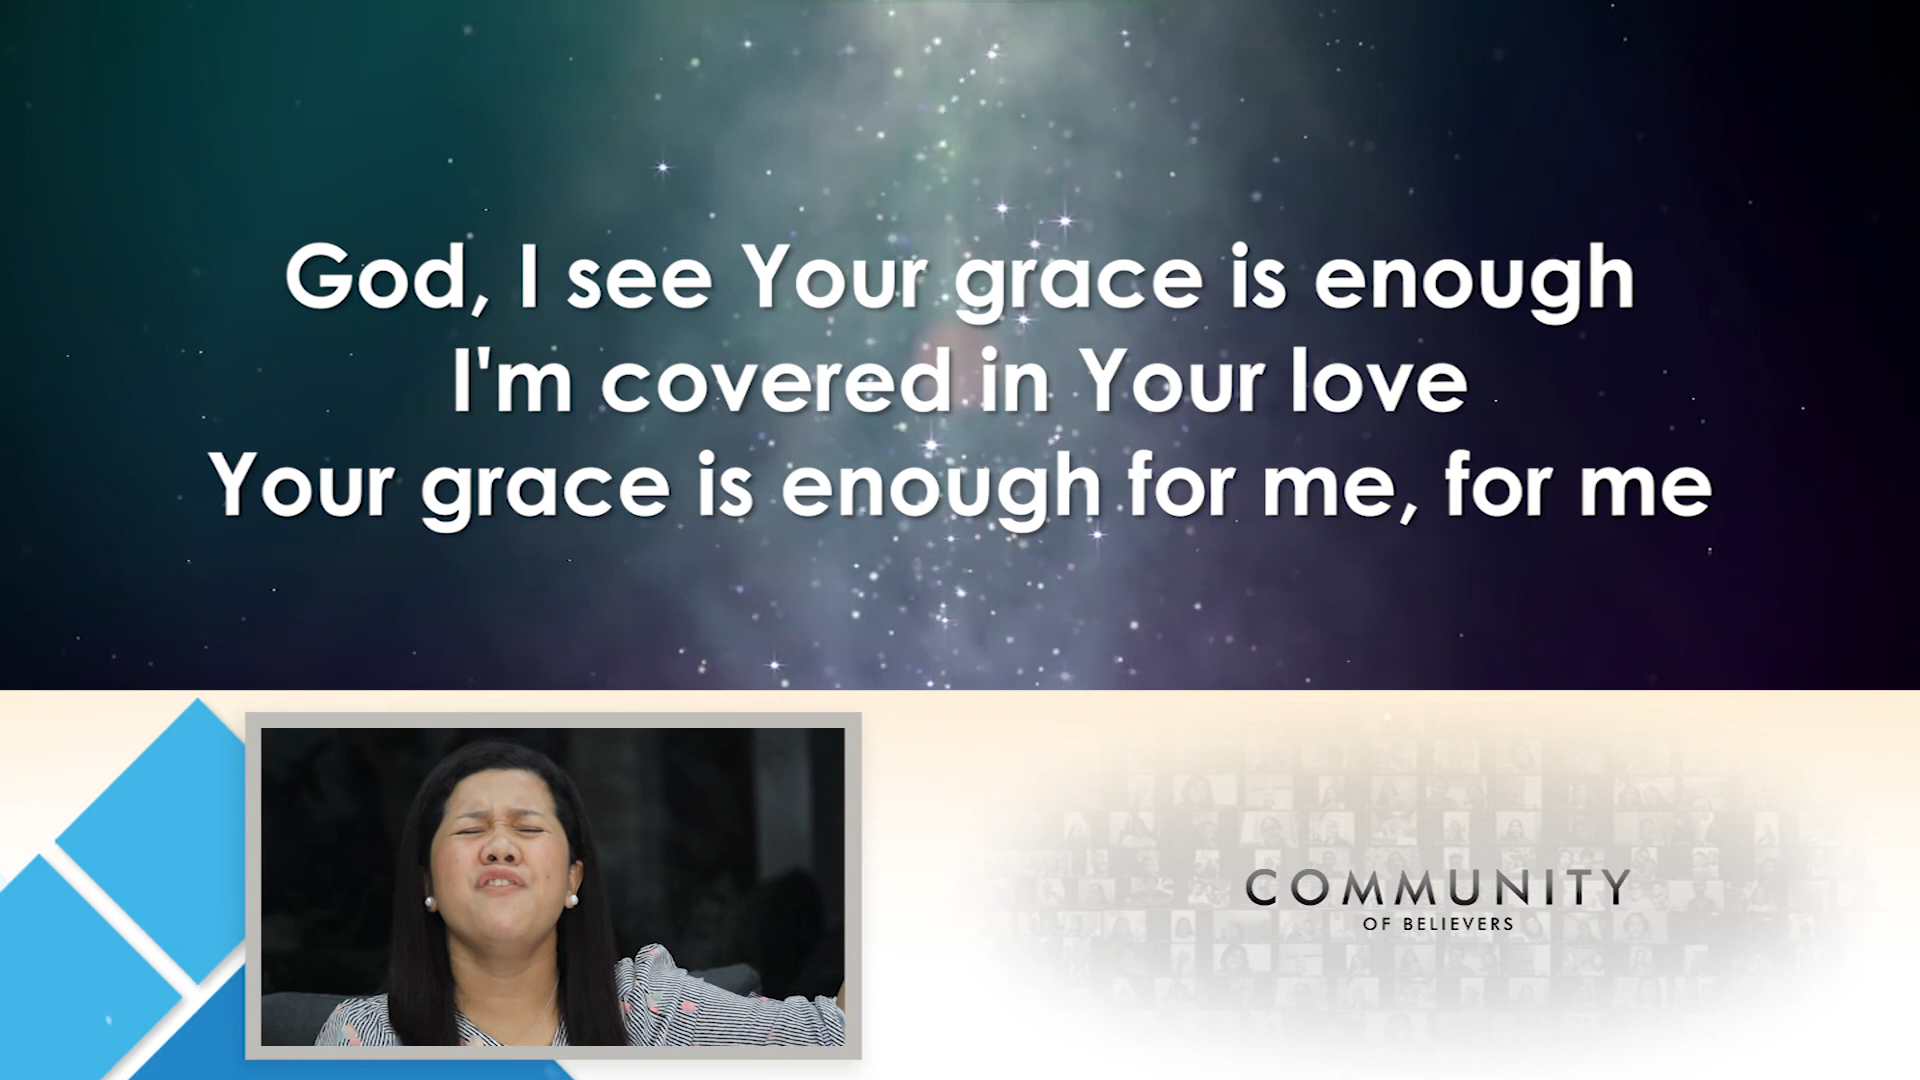 God, I see Your grace is enough
I'm covered in Your love
Your grace is enough for me, for me
COMMUNITY
OF BELIEVERS